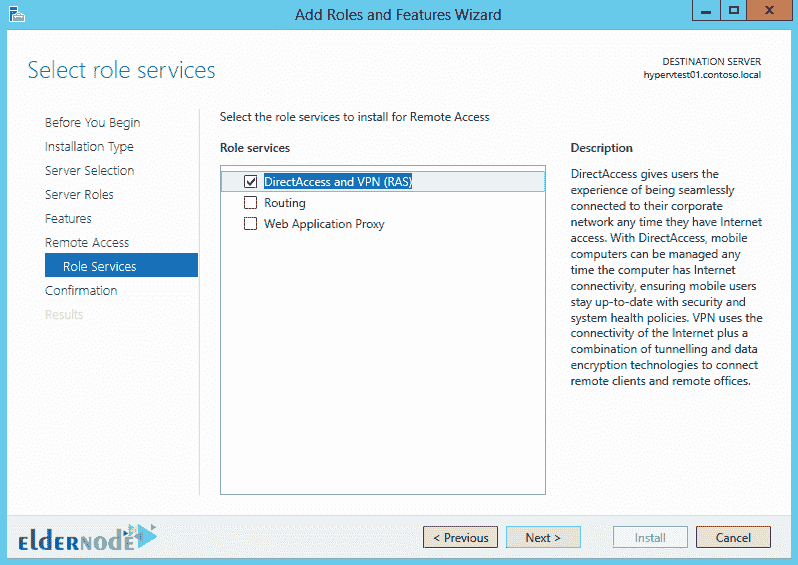 Add Roles and Features Wizard
Select role services
DESTINATION SERVER
hypervtest01.contoso.local
Before You Begin
Installation Type
Server Selection
Server Roles
Features
Remote Access
Role Services
Confirmation
Results
Select the role services to install for Remote Access
Role services
DirectAccess and VPN (RAS)
Routing
Web Application Proxy
Description
DirectAccess gives users the
experience of being seamlessly
connected to their corporate
network any time they have Internet
access. With DirectAccess, mobile
computers can be managed any
time the computer has Internet
connectivity, ensuring mobile users
stay up-to-date with security and
system health policies. VPN uses the
connectivity of the Internet plus a
combination of tunnelling and data
encryption technologies to connect
remote clients and remote offices.
eldernode
< Previous
Next >
Install
Cancel